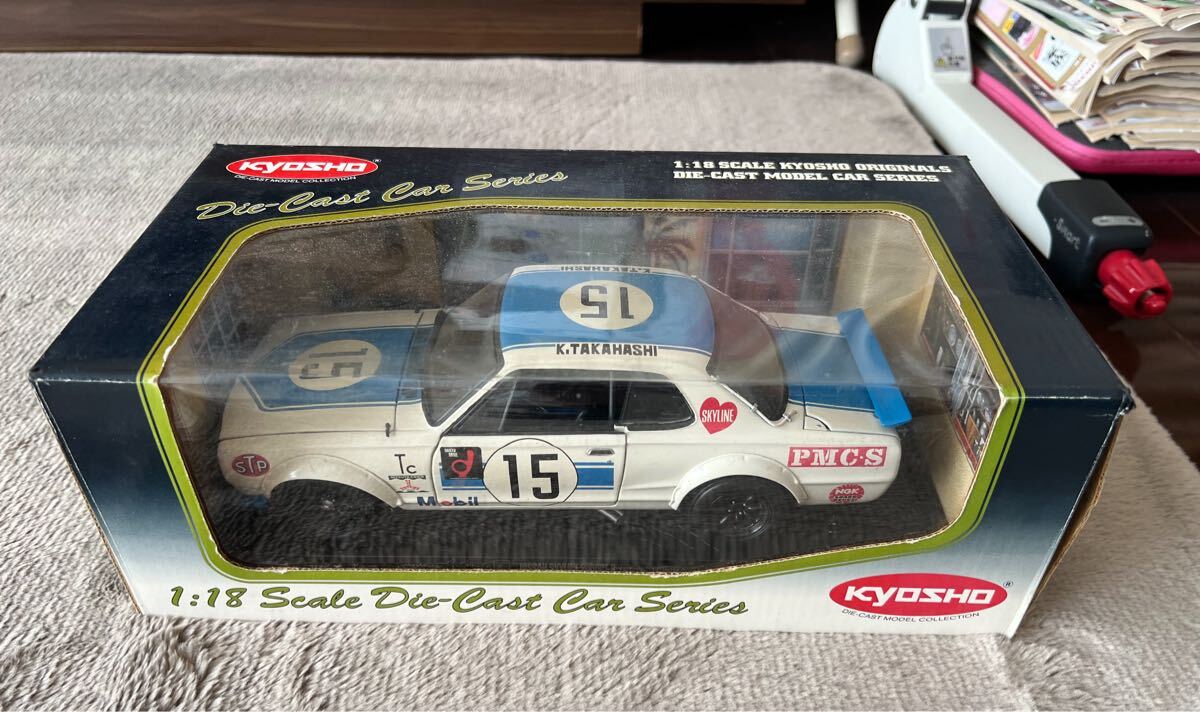 KYOSHO®
DIE-CAST MODEL COLLECTION
Die-Cast Car Series
1:18 SCALE KYOSHO ORIGINALS
DIE-CAST MODEL CAR SERIES
K.TAKAHASHI
15
K.TAKAHASHI
15
SKYLINE
STP
Tc
Mobil
15
PMC·S
NGK
1:18 Scale Die-Cast Car Series
KYOSHO®
DIE-CAST MODEL COLLECTION
Smart